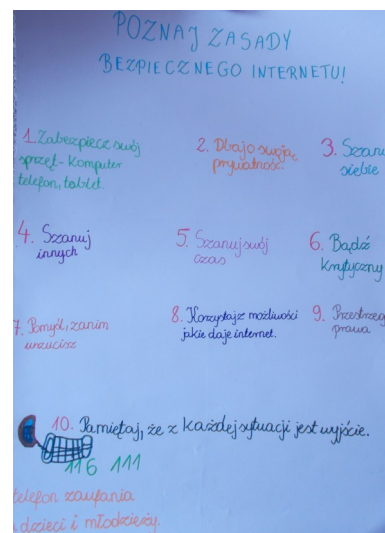 POZNAJ ZASADY
BEZPIECZNEGO INTERNETU!
1. Zabezpiecz swój
sprzęt - komputer
telefon, tablet.
2. Dbaj o swoją
prywatność.
3. Szanu
siebie
4. Szanuj
innych
5. Szanuj swój
czas
6. Bądź
krytyczny
7. Pomyśl, zanim
wrzucisz
8. Korzystaj z możliwości
jakie daje internet.
9. Przestrzeg
prawa
10. Pamiętaj, że z każdej sytuacji jest wyjście.
116 111
telefon zaufania
dzieci i młodzieży.